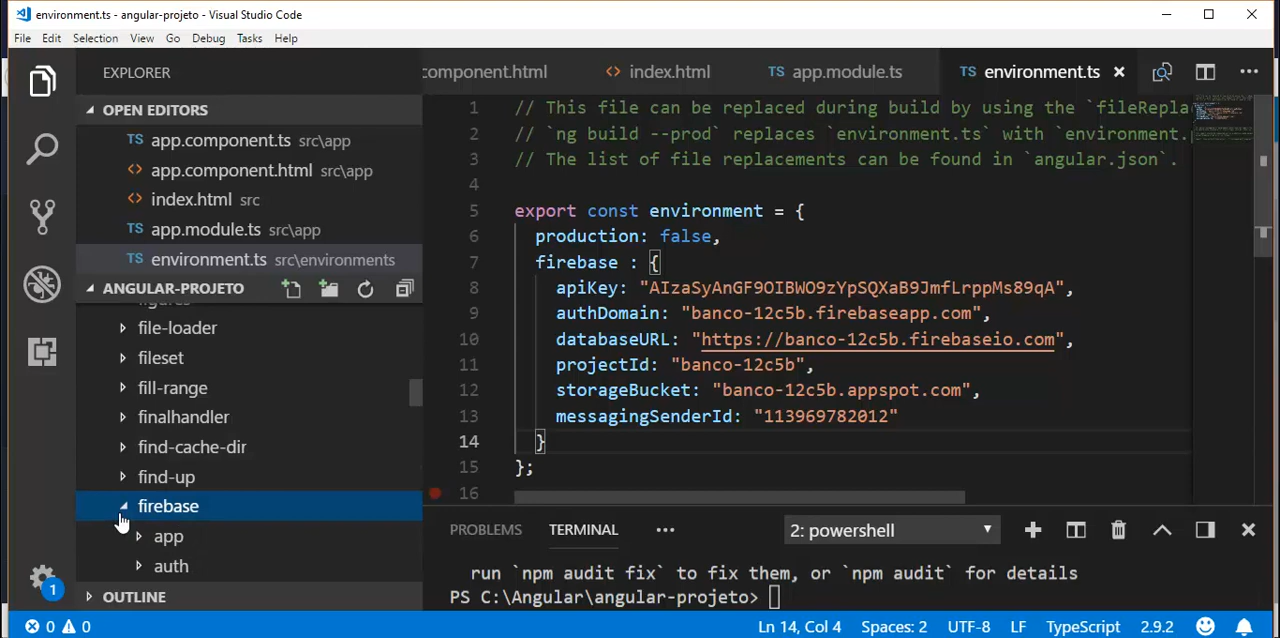 environment.ts - angular-projeto - Visual Studio Code
File Edit Selection View Go Debug Tasks Help
EXPLORER
OPEN EDITORS
TS app.component.ts src\app
<> app.component.html src\app
<> index.html src
TS app.module.ts src\app
TS environment.ts src\environments
ANGULAR-PROJETO
figures
file-loader
fileset
fill-range
finalhandler
find-cache-dir
find-up
firebase
app
auth
OUTLINE
1
component.html <> index.html TS app.module.ts TS environment.ts ×
1 // This file can be replaced during build by using the `fileRepla
2 // `ng build --prod` replaces `environment.ts` with `environment.
3 // The list of file replacements can be found in `angular.json`.
4
5 export const environment = {
6 production: false,
7 firebase : {
8 apiKey: "AIzaSyAnGF9OIBWO9zYpSQXaB9JmfLrppMs89qA",
9 authDomain: "banco-12c5b.firebaseapp.com",
10 databaseURL: "https://banco-12c5b.firebaseio.com",
11 projectId: "banco-12c5b",
12 storageBucket: "banco-12c5b.appspot.com",
13 messagingSenderId: "113969782012"
14 }
15 };
16
PROBLEMS TERMINAL ••• 2: powershell
run `npm audit fix` to fix them, or `npm audit` for details
PS C:\Angular\angular-projeto>
0 0 Ln 14, Col 4 Spaces: 2 UTF-8 LF TypeScript 2.9.2